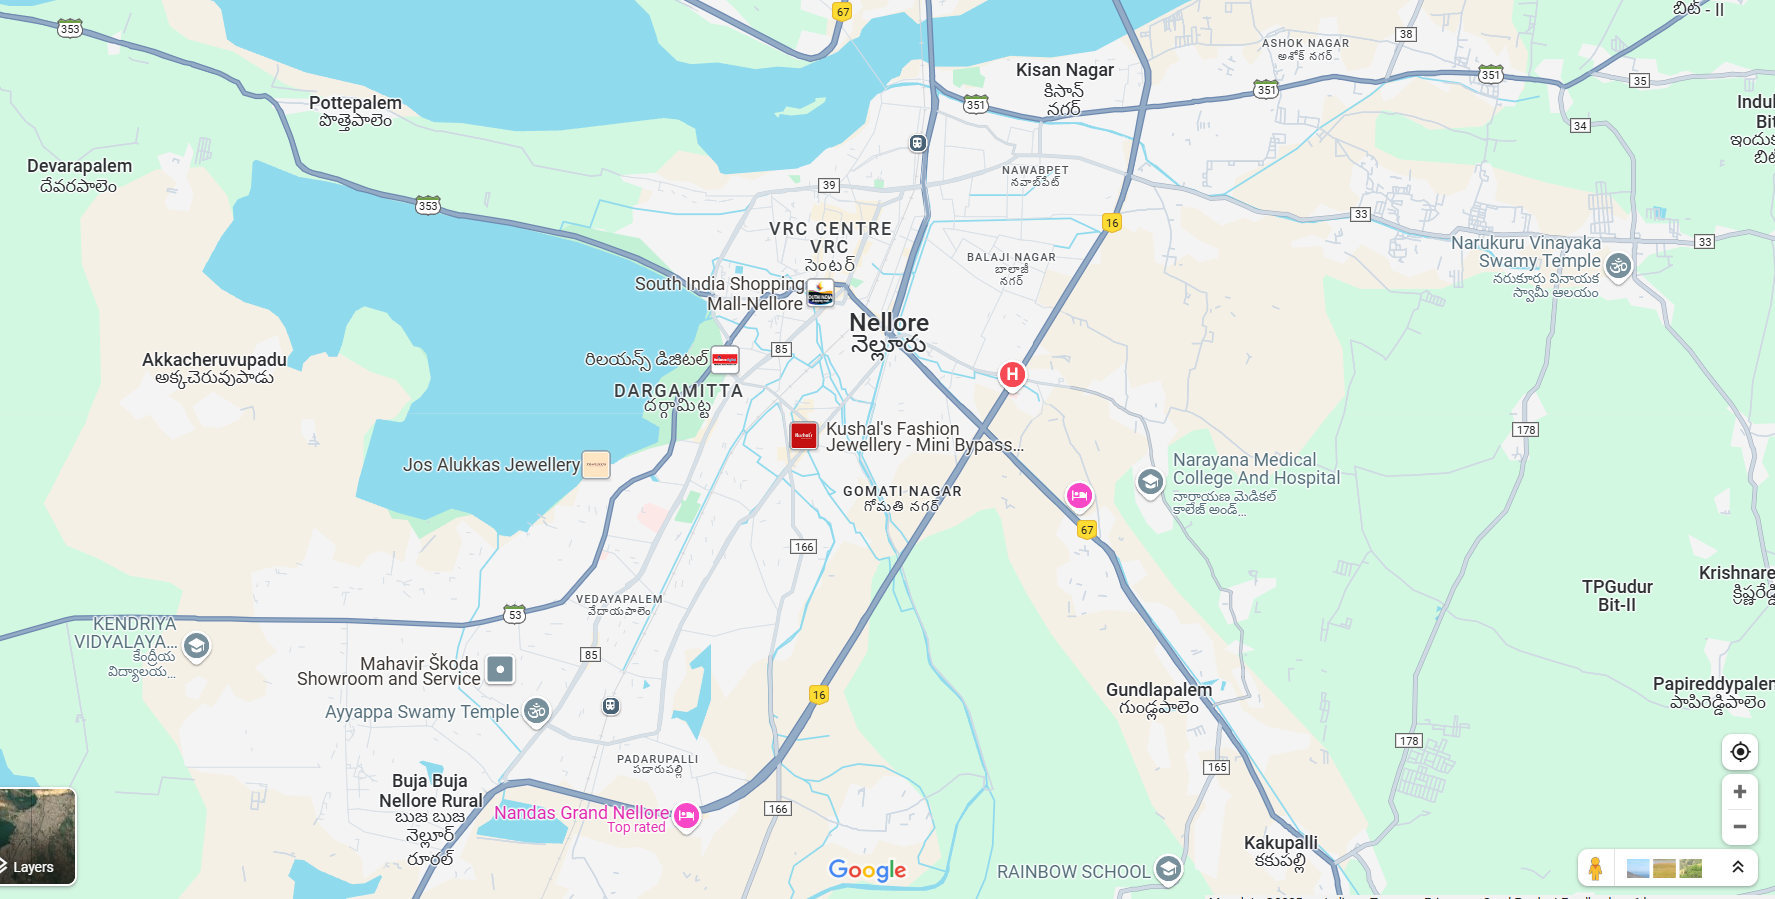 67
బిట్ - II
353
38
ASHOK NAGAR
అశోక్ నగర్
Kisan Nagar
కిసాన్
నగర్
351
351
351
35
Pottepalem
పొత్తెపాలెం
34
Devarapalem
దేవరపాలెం
NAWABPET
నవాబ్‌పేట్
39
353
33
33
16
VRC CENTRE
VRC
సెంటర్
BALAJI NAGAR
బాలాజీ
నగర్
Narukuru Vinayaka
Swamy Temple
నరుకూరు వినాయక
స్వామీ ఆలయం
South India Shopping
Mall-Nellore
Nellore
నెల్లూరు
85
రిలయన్స్ డిజిటల్
Akkacheruvupadu
అక్కచెరువుపాడు
DARGAMITTA
దర్గామిట్ట
H
178
Kushal's Fashion
Jewellery - Mini Bypass...
Jos Alukkas Jewellery
Narayana Medical
College And Hospital
నారాయణ మెడికల్
కాలేజ్ అండ్...
GOMATI NAGAR
గోమతి నగర్
67
166
TPGudur
Bit-II
VEDAYAPALEM
వేదాయపాలెం
53
KENDRIYA
VIDYALAYA...
కేంద్రీయ
విద్యాలయ...
85
Mahavir Škoda
Showroom and Service
Ayyappa Swamy Temple
16
Gundlapalem
గుండ్లపాలెం
Papireddypalem
పాపిరెడ్డిపాలెం
178
165
PADARUPALLI
పడారుపల్లి
Buja Buja
Nellore Rural
బుజ బుజ
నెల్లూర్
రూరల్
Nandas Grand Nellore
Top rated
166
Kakupalli
కకుపల్లి
Layers
Google
RAINBOW SCHOOL